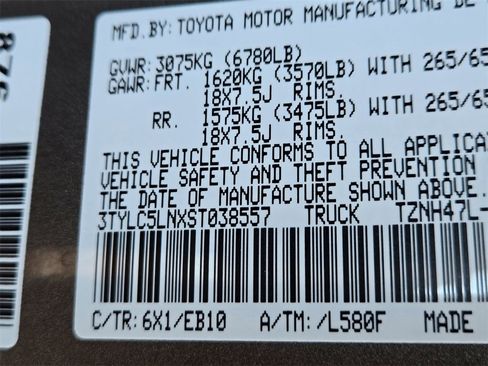 MFD.BY: TOYOTA MOTOR MANUFACTURING DE
GVWR: 3075KG (6780LB)
GAWR: FRT. 1620KG (3570LB) WITH 265/65
18X7.5J RIMS.
RR. 1575KG (3475LB) WITH 265/65
18X7.5J RIMS.
THIS VEHICLE CONFORMS TO ALL APPLICA
VEHICLE SAFETY AND THEFT PREVENTION
THE DATE OF MANUFACTURE SHOWN ABOVE.
3TYLC5LNXST038557 TRUCK TZNH47L-
C/TR: 6X1/EB10 A/TM: /L580F MADE